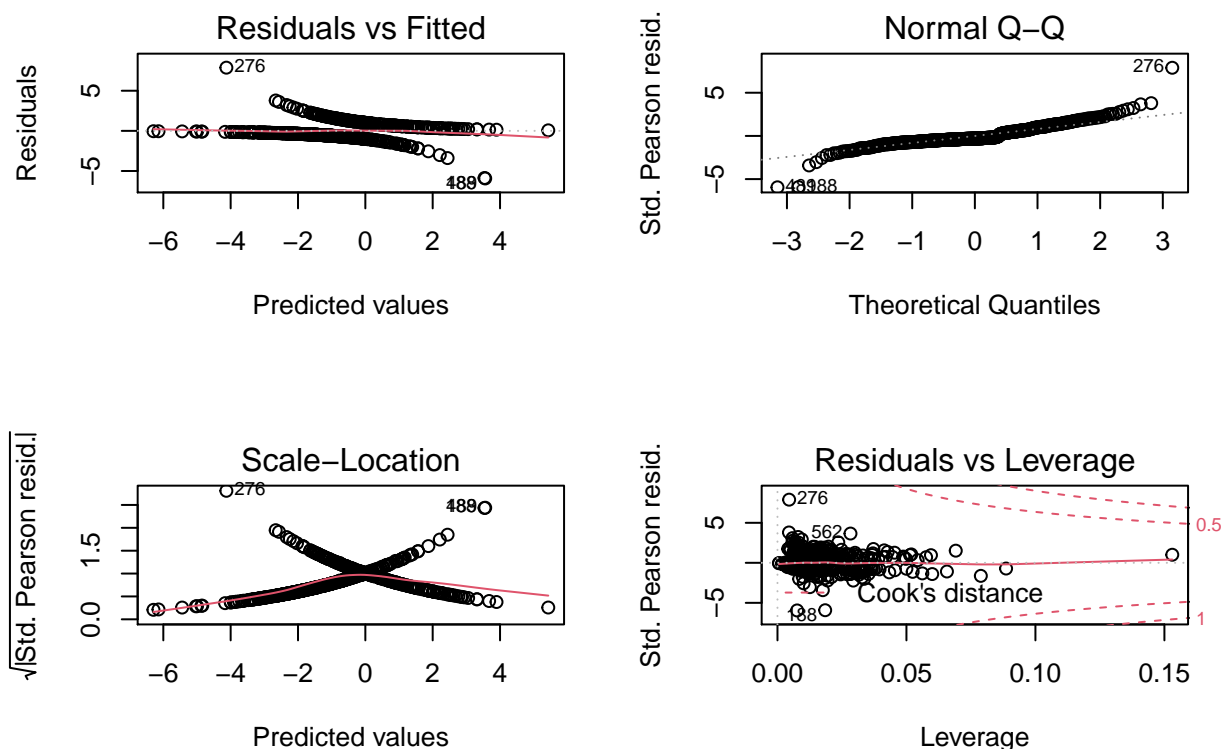 Residuals vs Fitted
Residuals
5
−5
276
−6 −4 −2 0 2 4
Predicted values
Normal Q−Q
Std. Pearson resid.
5
−5
276
−3 −2 −1 0 1 2 3
Theoretical Quantiles
Scale−Location
√|Std. Pearson resid.|
1.5
0.0
276
−6 −4 −2 0 2 4
Predicted values
Residuals vs Leverage
Std. Pearson resid.
5
−5
276
562
188
Cook's distance
0.5
1
0.00 0.05 0.10 0.15
Leverage